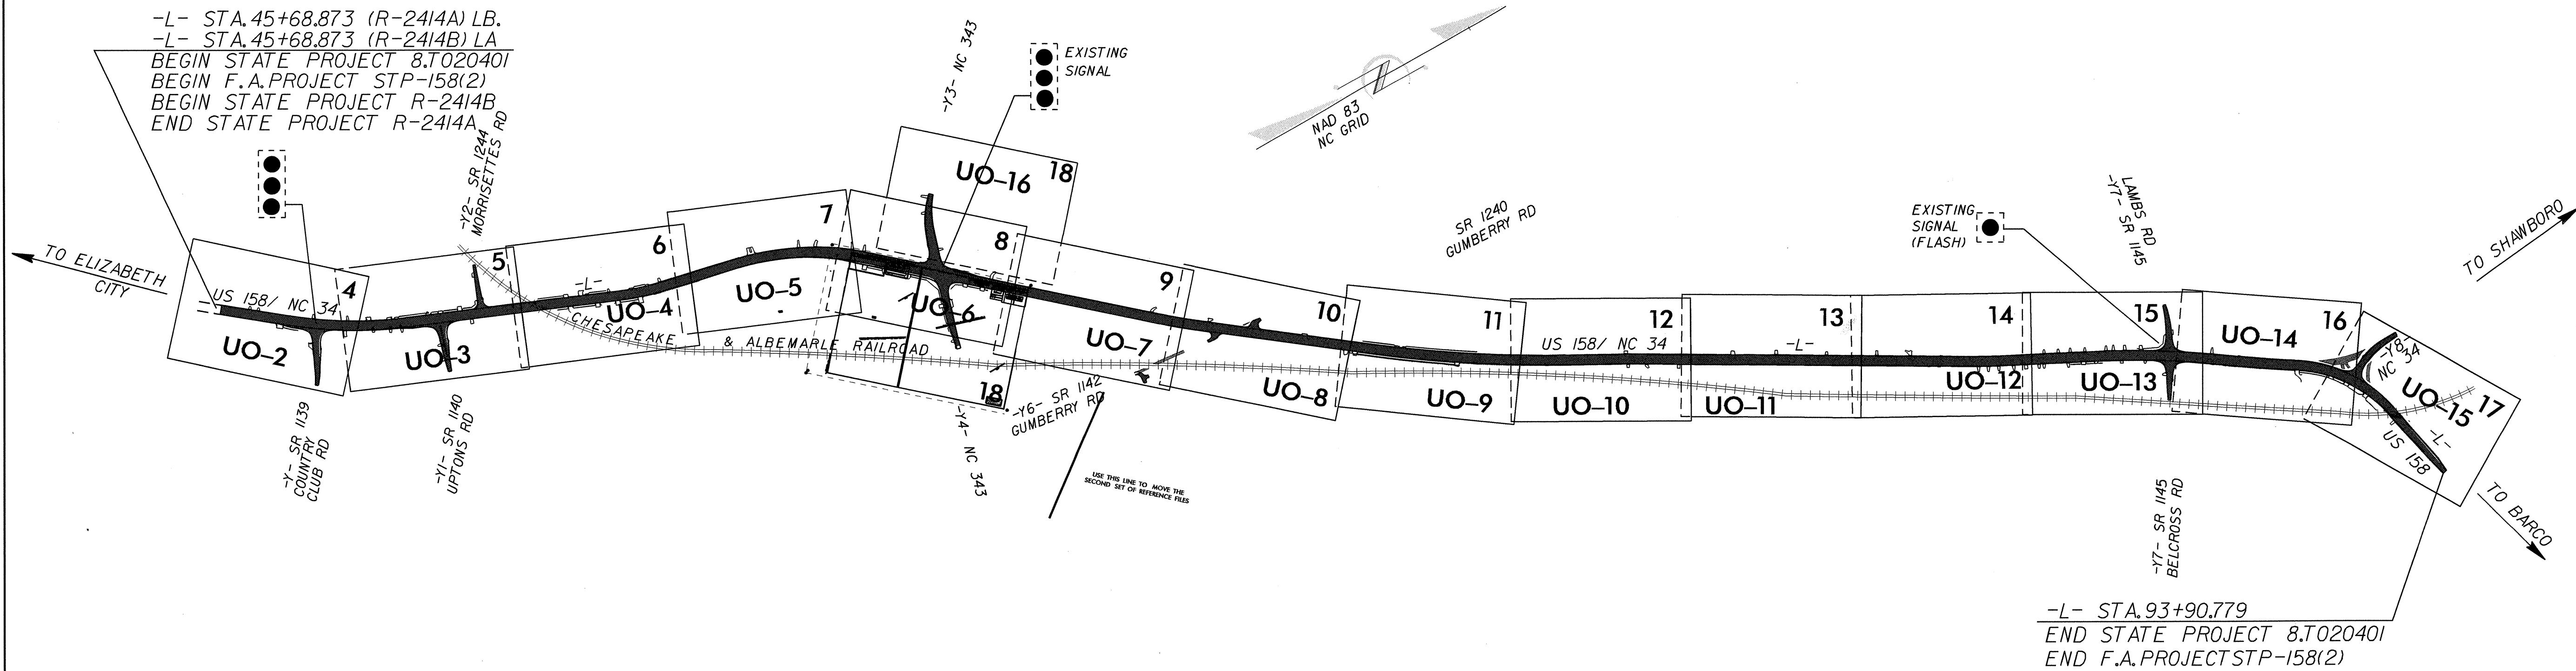 -L- STA.45+68.873 (R-2414A) LB.
-L- STA.45+68.873 (R-2414B) LA
BEGIN STATE PROJECT 8.T020401
BEGIN F.A.PROJECT STP-158(2)
BEGIN STATE PROJECT R-2414B
END STATE PROJECT R-2414A
-Y2- SR 1244
MORRISETTES RD
-Y3- NC 343
EXISTING
SIGNAL
NAD 83
NC GRID
TO ELIZABETH
CITY
US 158/ NC 34
4
UO-2
5
UO-3
-L-
6
UO-4
7
UO-5
UO-16
18
8
UO-6
18
9
UO-7
10
UO-8
11
UO-9
US 158/ NC 34
12
UO-10
-L-
13
UO-11
14
UO-12
15
UO-13
UO-14
16
-Y8-
NC 34
UO-15
17
-L-
US 158
CHESAPEAKE & ALBEMARLE RAILROAD
SR 1240
GUMBERRY RD
EXISTING
SIGNAL
(FLASH)
LAMBS RD
-Y7- SR 1145
TO SHAWBORO
TO BARCO
-Y- SR 1139
COUNTRY
CLUB RD
-Y1- SR 1140
UPTONS RD
-Y4- NC 343
-Y6- SR 1142
GUMBERRY RD
USE THIS LINE TO MOVE THE
SECOND SET OF REFERENCE FILES
-Y7- SR 1145
BELCROSS RD
-L- STA.93+90.779
END STATE PROJECT 8.T020401
END F.A.PROJECT STP-158(2)